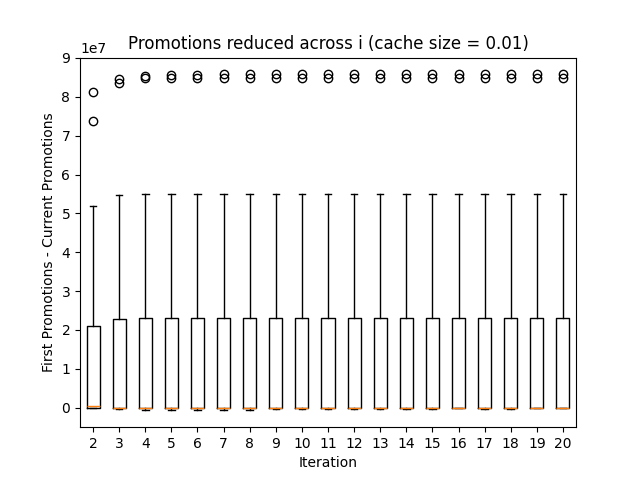 Promotions reduced across i (cache size = 0.01)
1e7
9
8
7
6
5
4
3
2
1
0
First Promotions - Current Promotions
2 3 4 5 6 7 8 9 10 11 12 13 14 15 16 17 18 19 20
Iteration